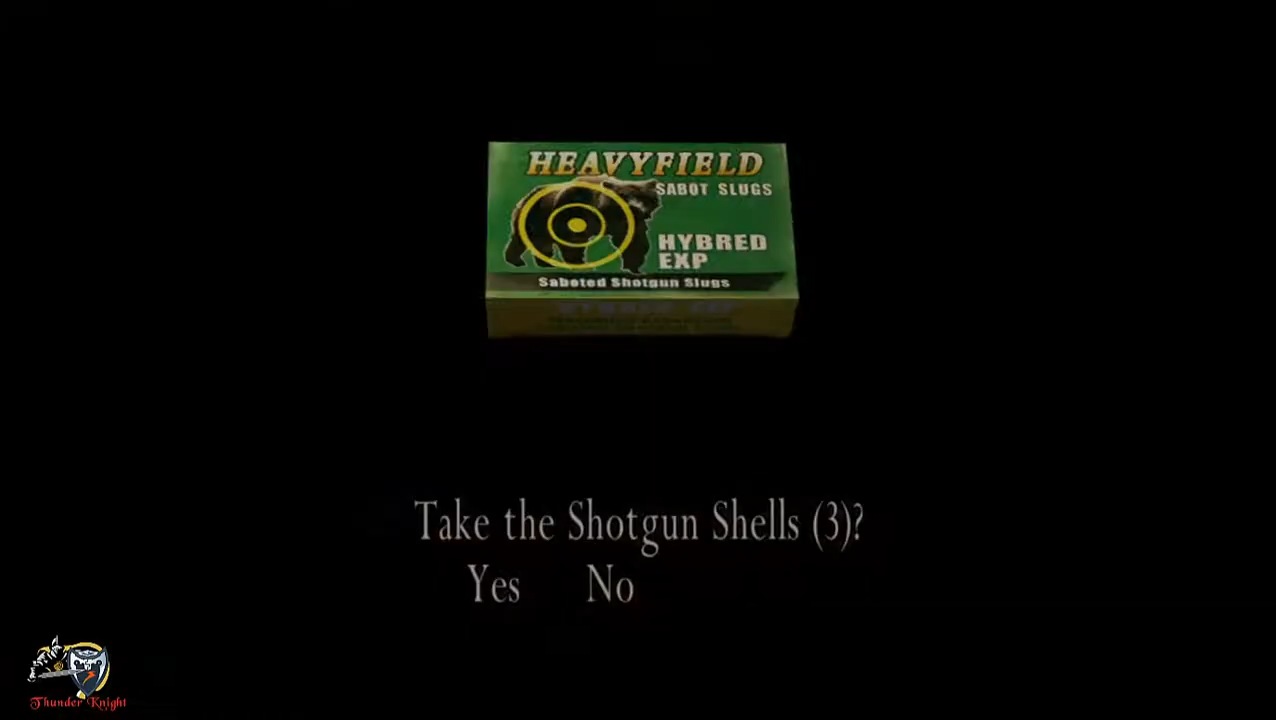 HEAVYFIELD
SABOT SLUGS
HYBRED
EXP
Saboted Shotgun Slugs
Take the Shotgun Shells (3)?
Yes No
Thunder Knight